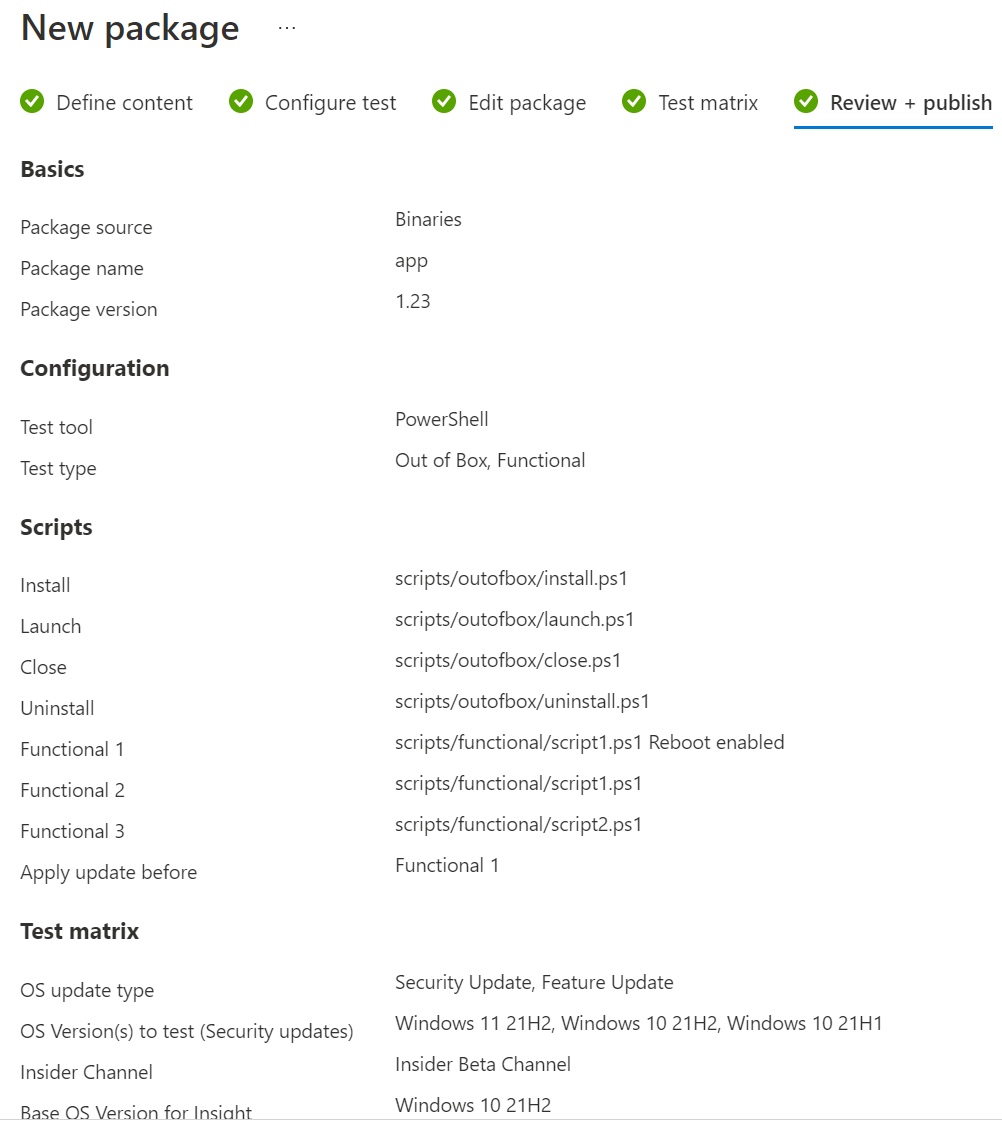 New package ...
Define content Configure test Edit package Test matrix Review + publish
Basics
Package source Binaries
Package name app
Package version 1.23
Configuration
Test tool PowerShell
Test type Out of Box, Functional
Scripts
Install scripts/outofbox/install.ps1
Launch scripts/outofbox/launch.ps1
Close scripts/outofbox/close.ps1
Uninstall scripts/outofbox/uninstall.ps1
Functional 1 scripts/functional/script1.ps1 Reboot enabled
Functional 2 scripts/functional/script1.ps1
Functional 3 scripts/functional/script2.ps1
Apply update before Functional 1
Test matrix
OS update type Security Update, Feature Update
OS Version(s) to test (Security updates) Windows 11 21H2, Windows 10 21H2, Windows 10 21H1
Insider Channel Insider Beta Channel
Base OS Version for Insight Windows 10 21H2